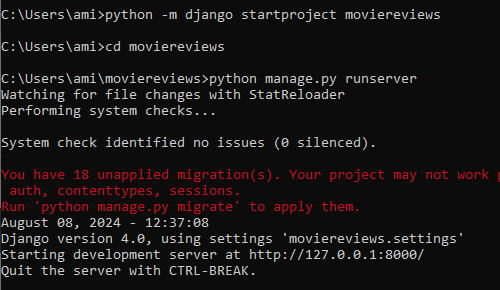 C:\Users\ami>python -m django startproject moviereviews
C:\Users\ami>cd moviereviews
C:\Users\ami\moviereviews>python manage.py runserver
Watching for file changes with StatReloader
Performing system checks...
System check identified no issues (0 silenced).
You have 18 unapplied migration(s). Your project may not work
auth, contenttypes, sessions.
Run 'python manage.py migrate' to apply them.
August 08, 2024 - 12:37:08
Django version 4.0, using settings 'moviereviews.settings'
Starting development server at http://127.0.0.1:8000/
Quit the server with CTRL-BREAK.